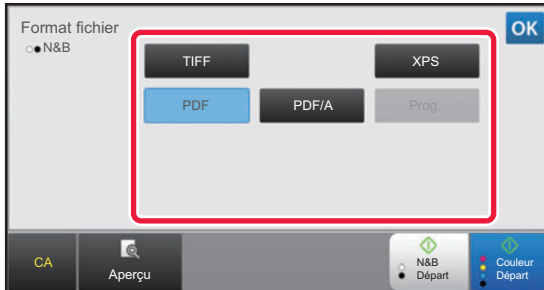 Format fichier
OK
N&B
TIFF
XPS
PDF
PDF/A
Prog.
CA
Aperçu
N&B
Départ
Couleur
Départ